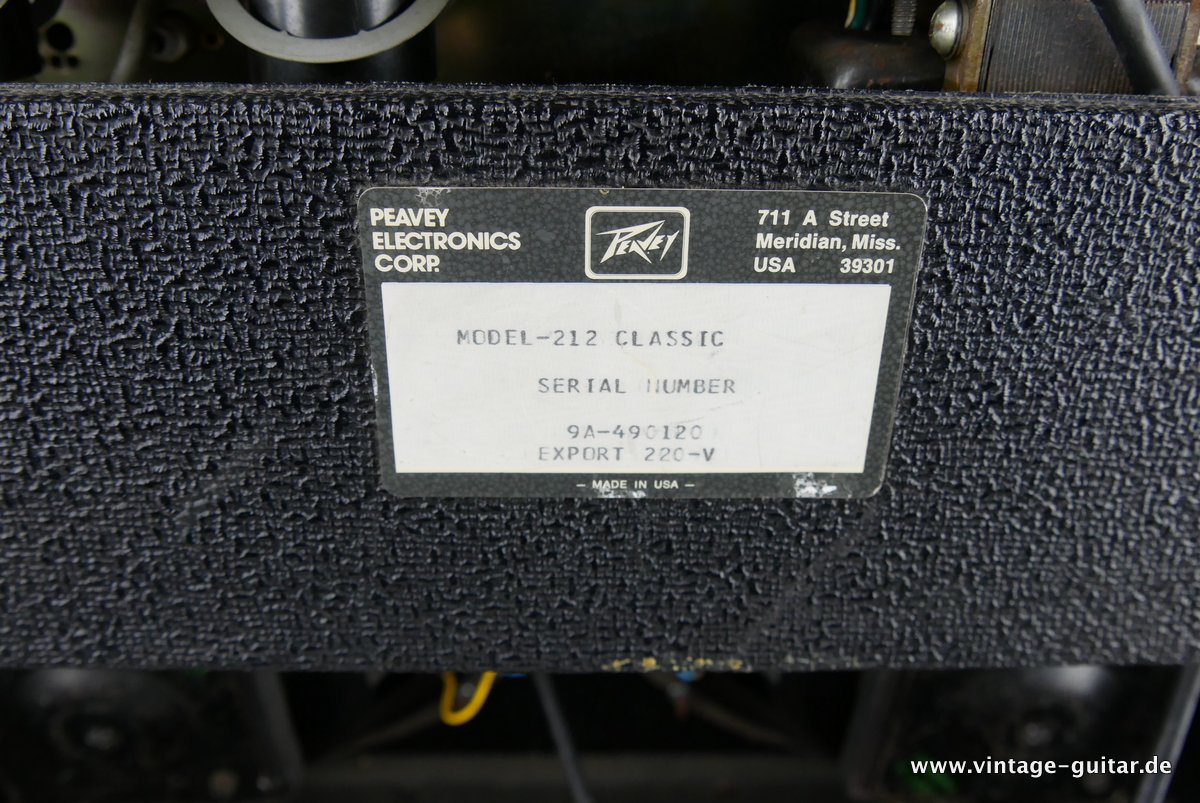 PEAVEY
ELECTRONICS
CORP.
PEAVEY
711 A Street
Meridian, Miss.
USA 39301
MODEL-212 CLASSIC
SERIAL NUMBER
9A-490120
EXPORT 220-V
— MADE IN USA —
www.vintage-guitar.de